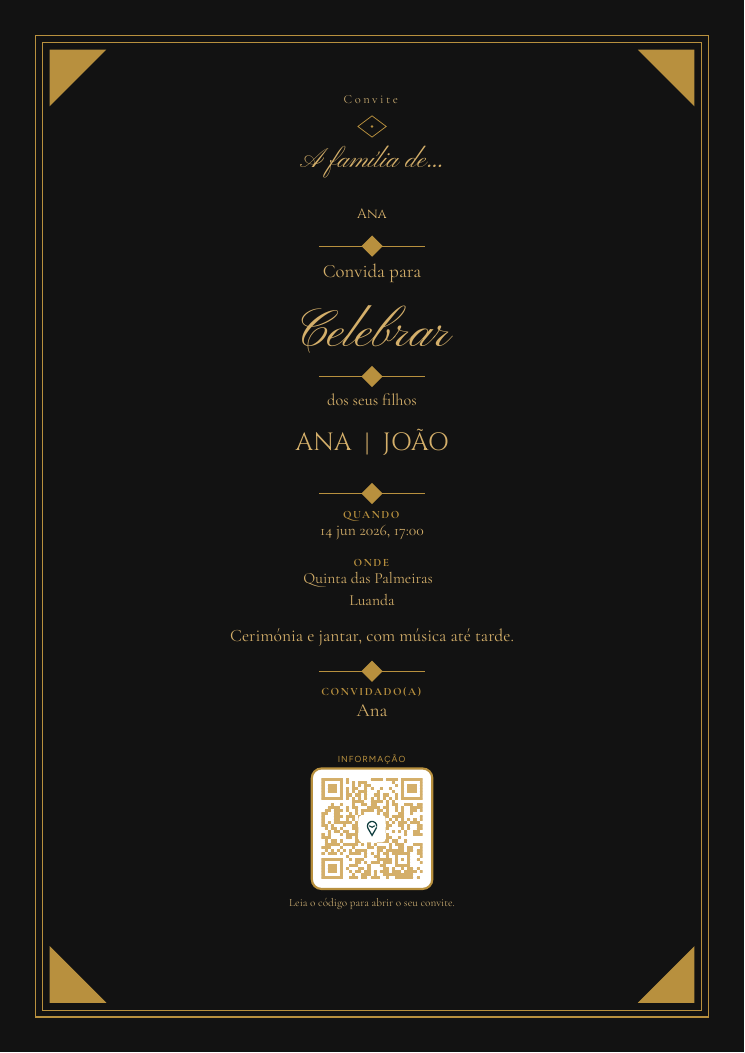 Convite
A família de...
Ana
Convida para
Celebrar
dos seus filhos
ANA | JOÃO
QUANDO
14 jun 2026, 17:00
ONDE
Quinta das Palmeiras
Luanda
Cerimónia e jantar, com música até tarde.
CONVIDADO(A)
Ana
INFORMAÇÃO
Leia o código para abrir o seu convite.